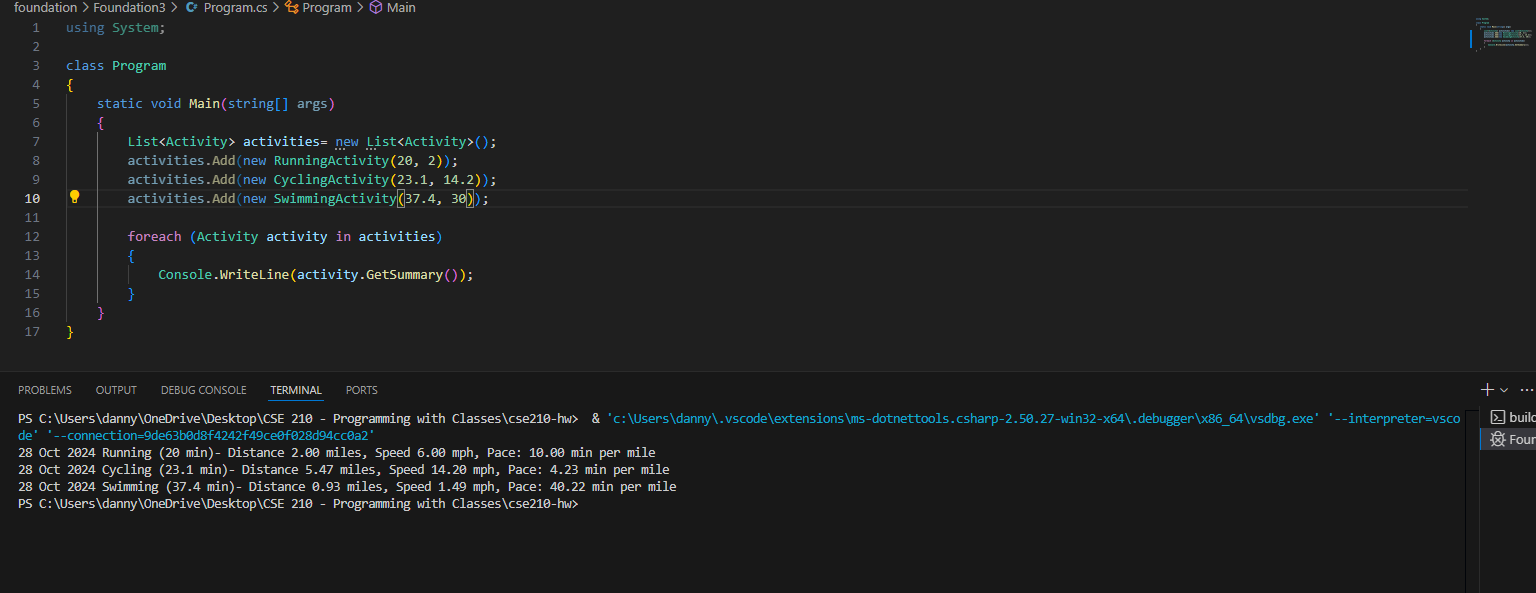 foundation > Foundation3 > Program.cs > Program > Main
1 using System;
2
3 class Program
4 {
5 static void Main(string[] args)
6 {
7 List<Activity> activities= new List<Activity>();
8 activities.Add(new RunningActivity(20, 2));
9 activities.Add(new CyclingActivity(23.1, 14.2));
10 activities.Add(new SwimmingActivity(37.4, 30));
11
12 foreach (Activity activity in activities)
13 {
14 Console.WriteLine(activity.GetSummary());
15 }
16 }
17 }
PROBLEMS OUTPUT DEBUG CONSOLE TERMINAL PORTS
PS C:\Users\danny\OneDrive\Desktop\CSE 210 - Programming with Classes\cse210-hw> & 'c:\Users\danny\.vscode\extensions\ms-dotnettools.csharp-2.50.27-win32-x64\.debugger\x86_64\vsdbg.exe' '--interpreter=vsco
de' '--connection=9de63b0d8f4242f49ce0f028d94cc0a2'
28 Oct 2024 Running (20 min)- Distance 2.00 miles, Speed 6.00 mph, Pace: 10.00 min per mile
28 Oct 2024 Cycling (23.1 min)- Distance 5.47 miles, Speed 14.20 mph, Pace: 4.23 min per mile
28 Oct 2024 Swimming (37.4 min)- Distance 0.93 miles, Speed 1.49 mph, Pace: 40.22 min per mile
PS C:\Users\danny\OneDrive\Desktop\CSE 210 - Programming with Classes\cse210-hw>
build
Four